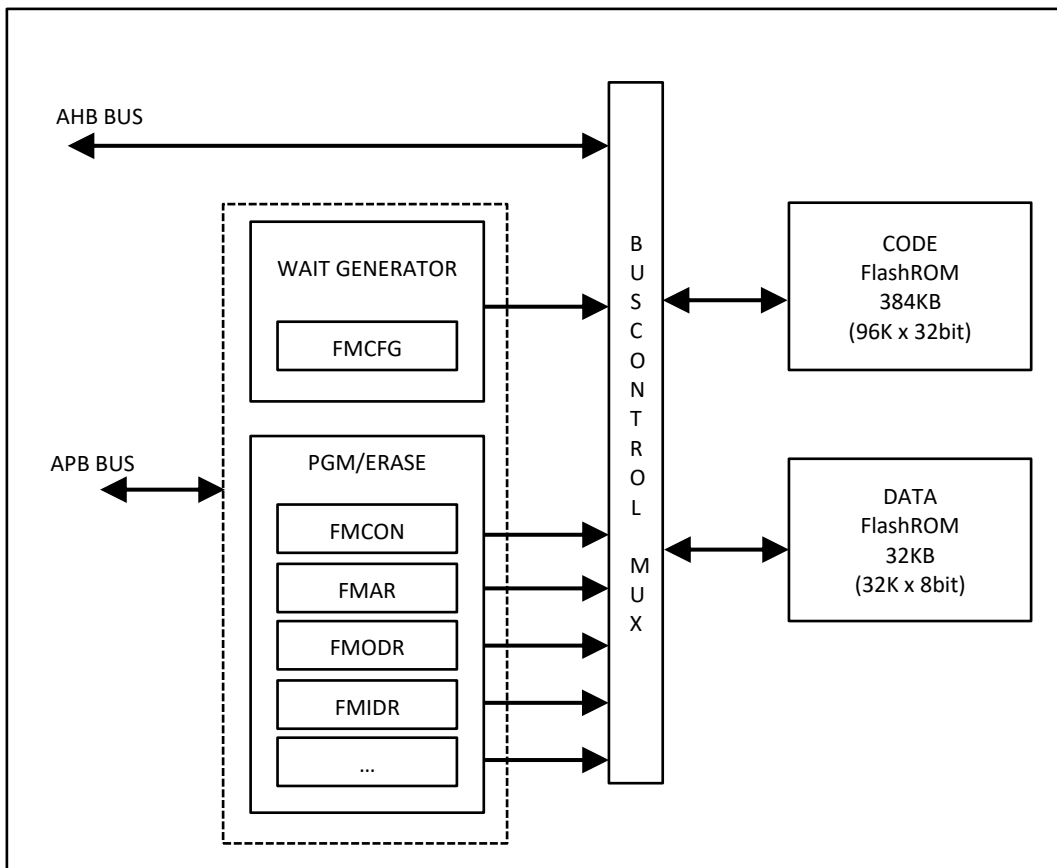 AHB BUS
WAIT GENERATOR
FMCFG
APB BUS
PGM/ERASE
FMCON
FMAR
FMODR
FMIDR
...
B
U
S
C
O
N
T
R
O
L
M
U
X
CODE
FlashROM
384KB
(96K x 32bit)
DATA
FlashROM
32KB
(32K x 8bit)